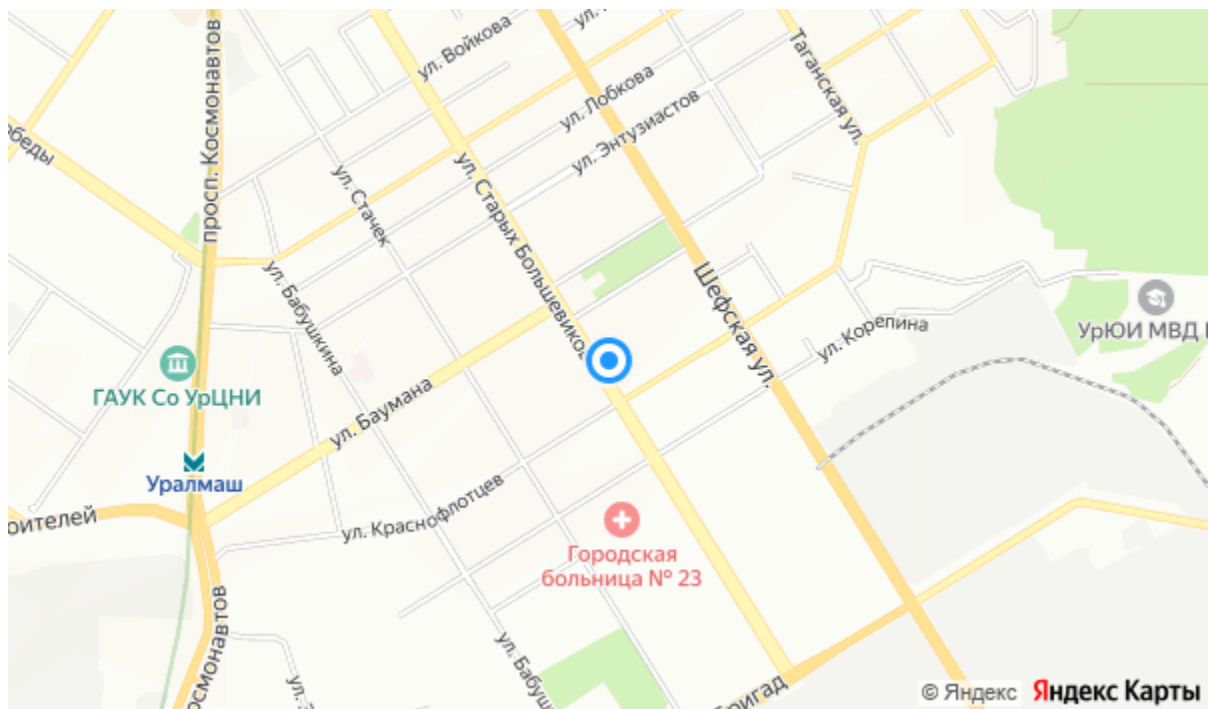 ул. Войкова
Таганская ул.
ул. Лобкова
просп. Космонавтов
ул. Энтузиастов
ул. Стачек
ул. Старых Большевиков
ул. Бабушкина
Шефская ул.
УрЮИ МВД
ул. Корепина
ГАУК Со УрЦНИ
ул. Баумана
Уралмаш
ул. Краснофлотцев
Городская
больница № 23
© Яндекс
Яндекс Карты